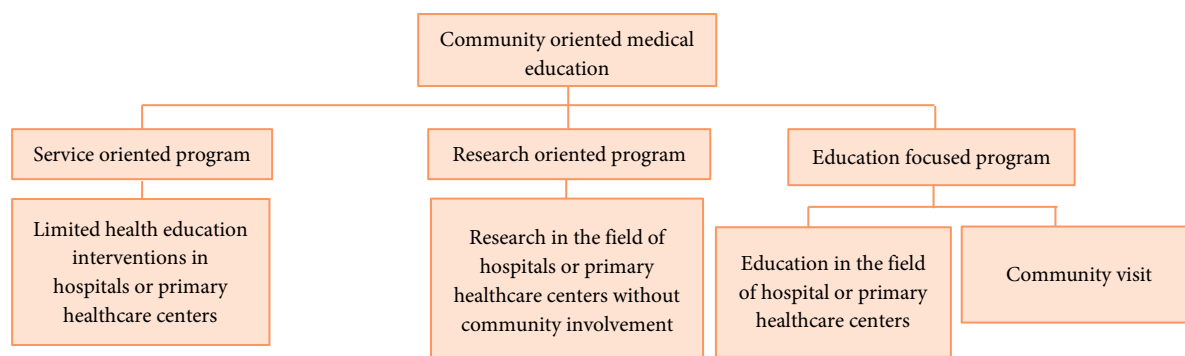 Community oriented medical
education
Service oriented program
Research oriented program
Education focused program
Limited health education
interventions in
hospitals or primary
healthcare centers
Research in the field of
hospitals or primary
healthcare centers without
community involvement
Education in the field
of hospital or primary
healthcare centers
Community visit